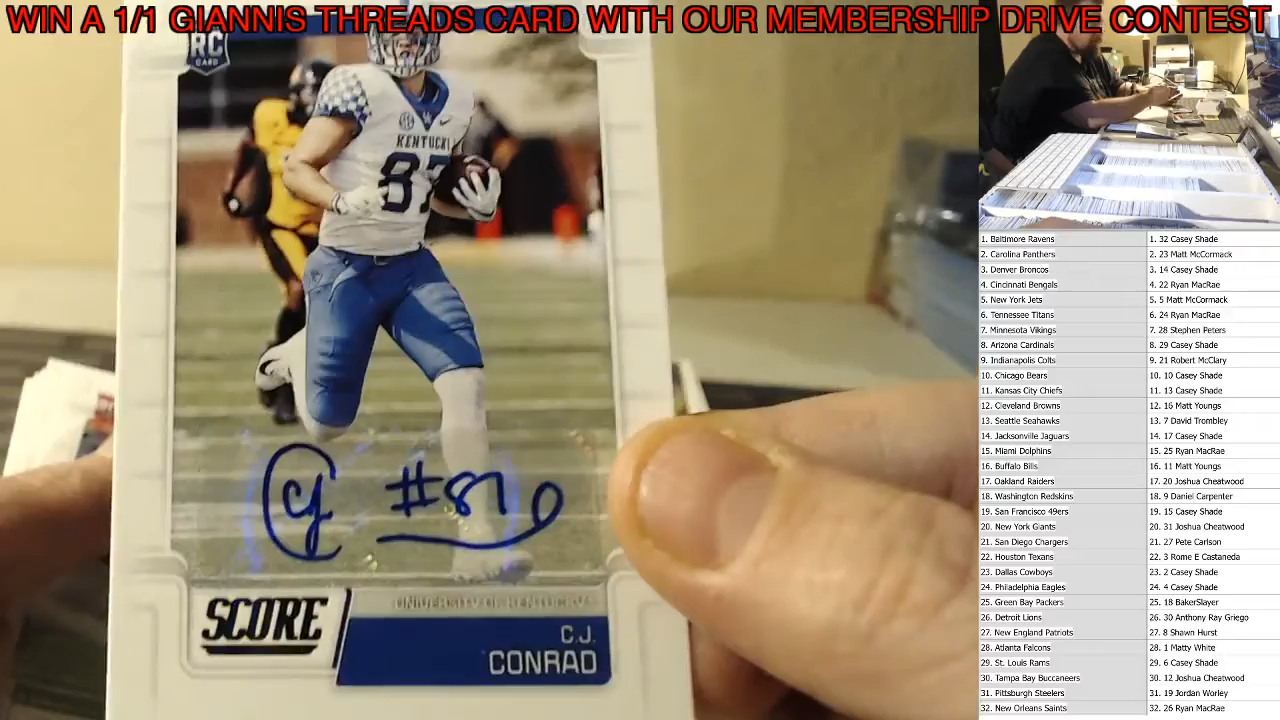 WIN A 1/1 GIANNIS THREADS CARD WITH OUR MEMBERSHIP DRIVE CONTEST
RC
CARD
KENTUCKY
87
CJ #87
SCORE
UNIVERSITY OF KENTUCKY
C.J.
CONRAD
1. Baltimore Ravens 1. 32 Casey Shade
2. Carolina Panthers 2. 23 Matt McCormack
3. Denver Broncos 3. 14 Casey Shade
4. Cincinnati Bengals 4. 22 Ryan MacRae
5. New York Jets 5. 5 Matt McCormack
6. Tennessee Titans 6. 24 Ryan MacRae
7. Minnesota Vikings 7. 28 Stephen Peters
8. Arizona Cardinals 8. 29 Casey Shade
9. Indianapolis Colts 9. 21 Robert McClary
10. Chicago Bears 10. 10 Casey Shade
11. Kansas City Chiefs 11. 13 Casey Shade
12. Cleveland Browns 12. 16 Matt Youngs
13. Seattle Seahawks 13. 7 David Trombley
14. Jacksonville Jaguars 14. 17 Casey Shade
15. Miami Dolphins 15. 25 Ryan MacRae
16. Buffalo Bills 16. 11 Matt Youngs
17. Oakland Raiders 17. 20 Joshua Cheatwood
18. Washington Redskins 18. 9 Daniel Carpenter
19. San Francisco 49ers 19. 15 Casey Shade
20. New York Giants 20. 31 Joshua Cheatwood
21. San Diego Chargers 21. 27 Pete Carlson
22. Houston Texans 22. 3 Rome E Castaneda
23. Dallas Cowboys 23. 2 Casey Shade
24. Philadelphia Eagles 24. 4 Casey Shade
25. Green Bay Packers 25. 18 BakerSlayer
26. Detroit Lions 26. 30 Anthony Ray Griego
27. New England Patriots 27. 8 Shawn Hurst
28. Atlanta Falcons 28. 1 Matty White
29. St. Louis Rams 29. 6 Casey Shade
30. Tampa Bay Buccaneers 30. 12 Joshua Cheatwood
31. Pittsburgh Steelers 31. 19 Jordan Worley
32. New Orleans Saints 32. 26 Ryan MacRae